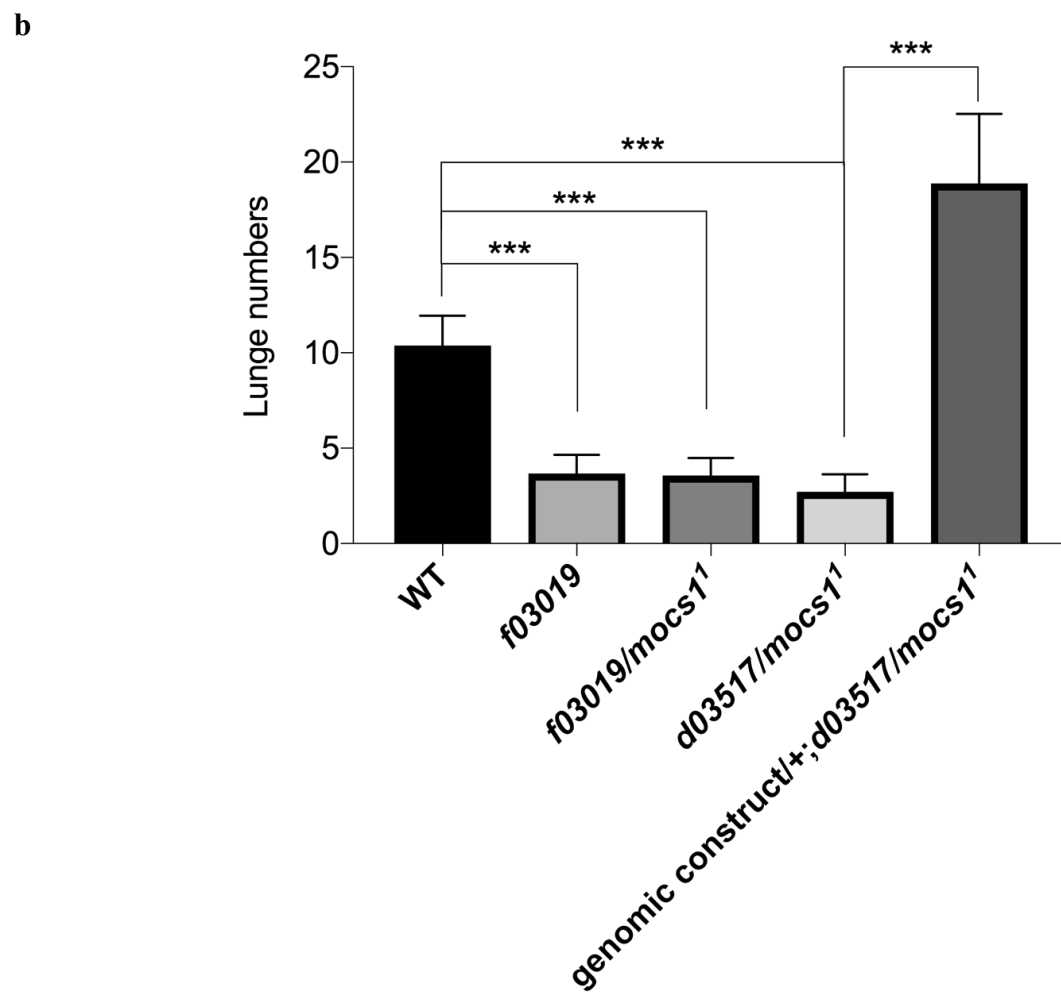 b
***
25
***
20
***
***
15
10
5
0
Lunge numbers
WT
f03019
f03019/mocs1¹
d03517/mocs1¹
genomic construct/+;d03517/mocs1¹